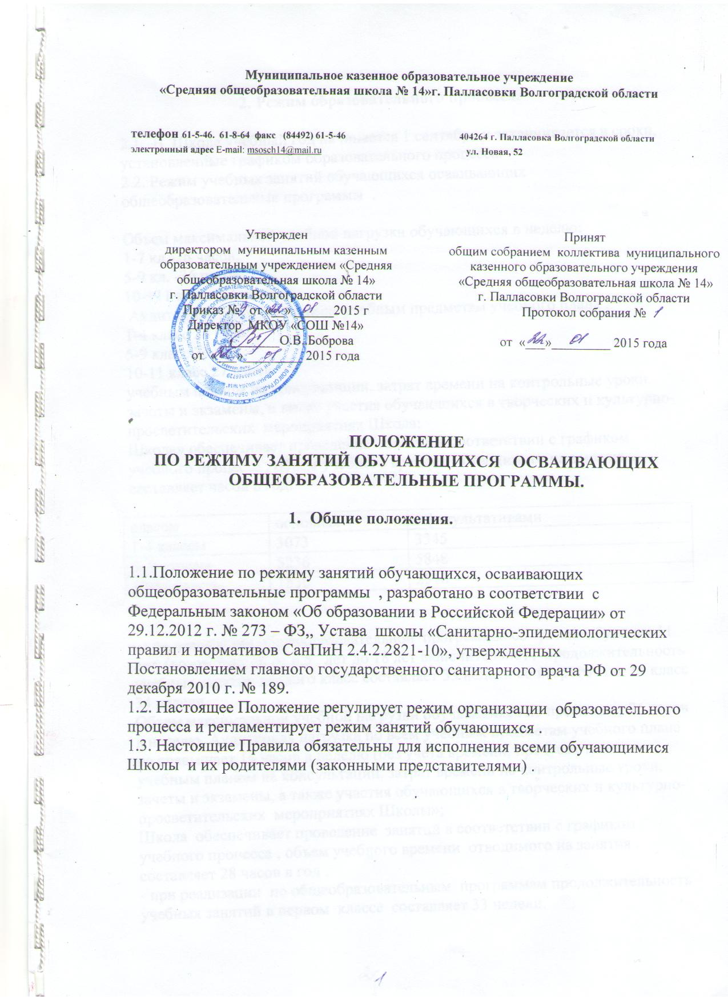 Муниципальное казенное образовательное учреждение
«Средняя общеобразовательная школа № 14»г. Палласовки Волгоградской области
телефон 61-5-46. 61-8-64 факс (84492) 61-5-46
электронный адрес E-mail: msosch14@mail.ru
404264 г. Палласовка Волгоградской области
ул. Новая, 52
Утвержден
директором муниципальным казенным
образовательным учреждением «Средняя
общеобразовательная школа № 14»
г. Палласовки Волгоградской области
Приказ №9 от «22» 01 2015 г
Директор МКОУ «СОШ №14»
_________О.В. Боброва
от «22» 01 2015 года
Принят
общим собранием коллектива муниципального
казенного образовательного учреждения
«Средняя общеобразовательная школа № 14»
г. Палласовки Волгоградской области
Протокол собрания № 1
от «22» 01 2015 года
ПОЛОЖЕНИЕ
ПО РЕЖИМУ ЗАНЯТИЙ ОБУЧАЮЩИХСЯ ОСВАИВАЮЩИХ
ОБЩЕОБРАЗОВАТЕЛЬНЫЕ ПРОГРАММЫ.
1. Общие положения.
1.1.Положение по режиму занятий обучающихся, осваивающих
общеобразовательные программы , разработано в соответствии с
Федеральным законом «Об образовании в Российской Федерации» от
29.12.2012 г. № 273 – ФЗ,, Устава школы «Санитарно-эпидемиологических
правил и нормативов СанПиН 2.4.2.2821-10», утвержденных
Постановлением главного государственного санитарного врача РФ от 29
декабря 2010 г. № 189.
1.2. Настоящее Положение регулирует режим организации образовательного
процесса и регламентирует режим занятий обучающихся .
1.3. Настоящие Правила обязательны для исполнения всеми обучающимися
Школы и их родителями (законными представителями) .
1